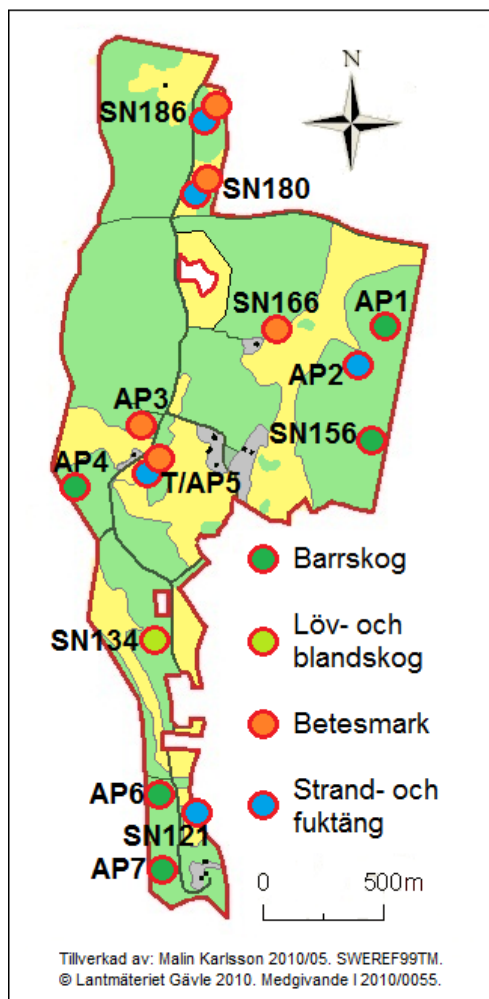 N
SN186
SN180
SN166
AP1
AP2
AP3
SN156
AP4
T/AP5
Barrskog
Löv- och
blandskog
SN134
Betesmark
AP6
Strand- och
fuktäng
SN121
AP7
0 500m
Tillverkad av: Malin Karlsson 2010/05. SWEREF99TM.
© Lantmäteriet Gävle 2010. Medgivande I 2010/0055.